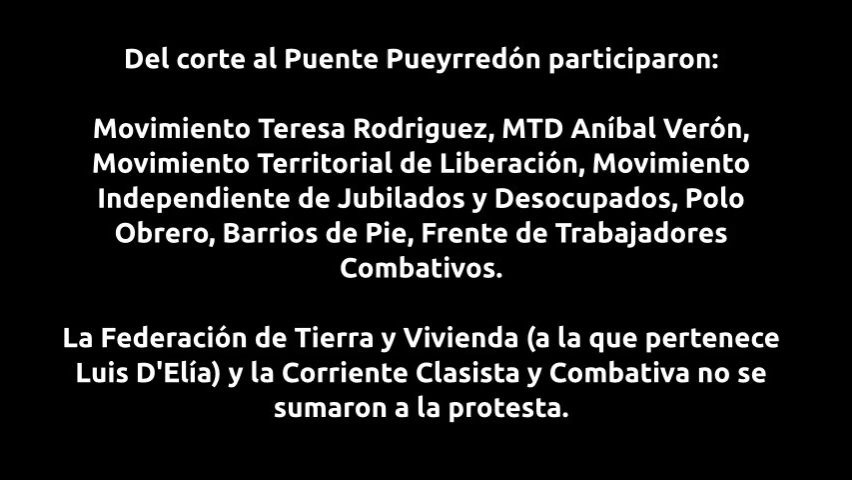 Del corte al Puente Pueyrredón participaron:
Movimiento Teresa Rodriguez, MTD Aníbal Verón,
Movimiento Territorial de Liberación, Movimiento
Independiente de Jubilados y Desocupados, Polo
Obrero, Barrios de Pie, Frente de Trabajadores
Combativos.
La Federación de Tierra y Vivienda (a la que pertenece
Luis D'Elía) y la Corriente Clasista y Combativa no se
sumaron a la protesta.